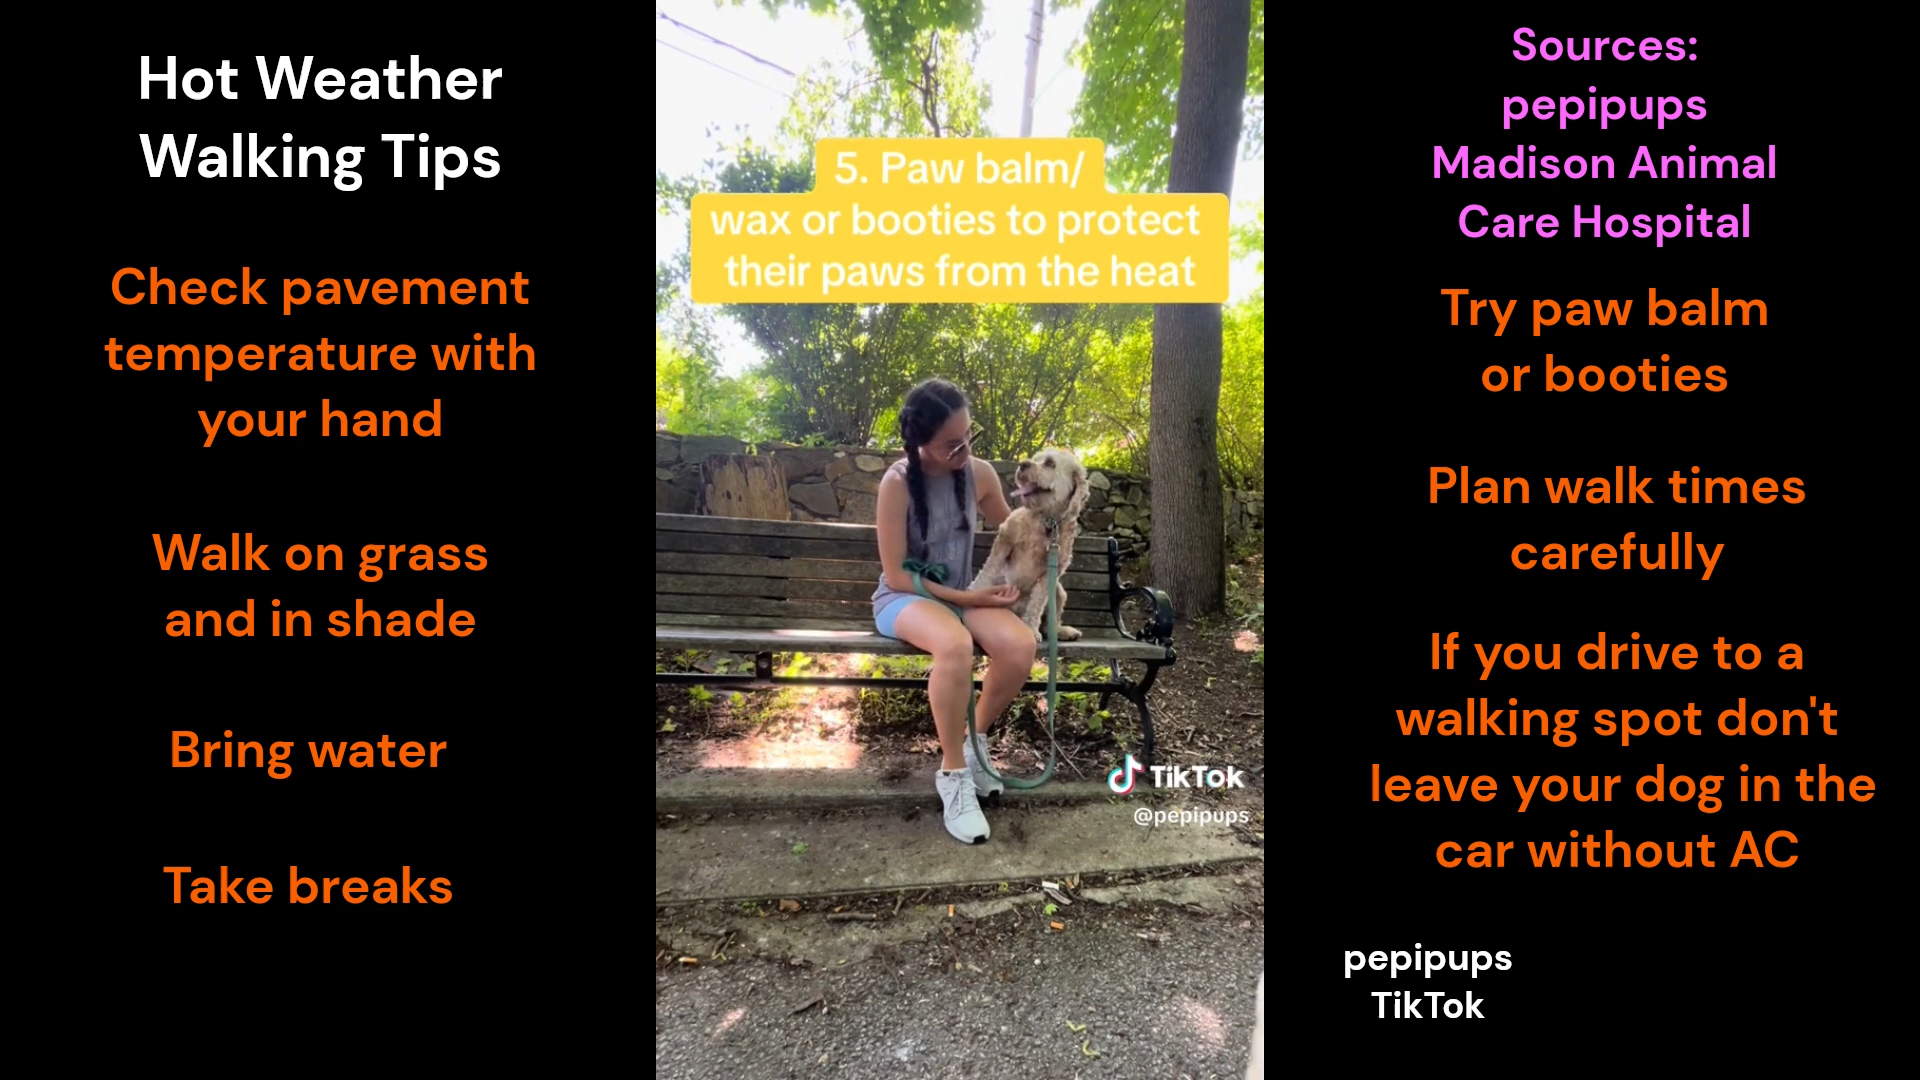 Hot Weather
Walking Tips
Check pavement
temperature with
your hand
Walk on grass
and in shade
Bring water
Take breaks
5. Paw balm/
wax or booties to protect
their paws from the heat
TikTok
@pepipups
Sources:
pepipups
Madison Animal
Care Hospital
Try paw balm
or booties
Plan walk times
carefully
If you drive to a
walking spot don't
leave your dog in the
car without AC
pepipups
TikTok